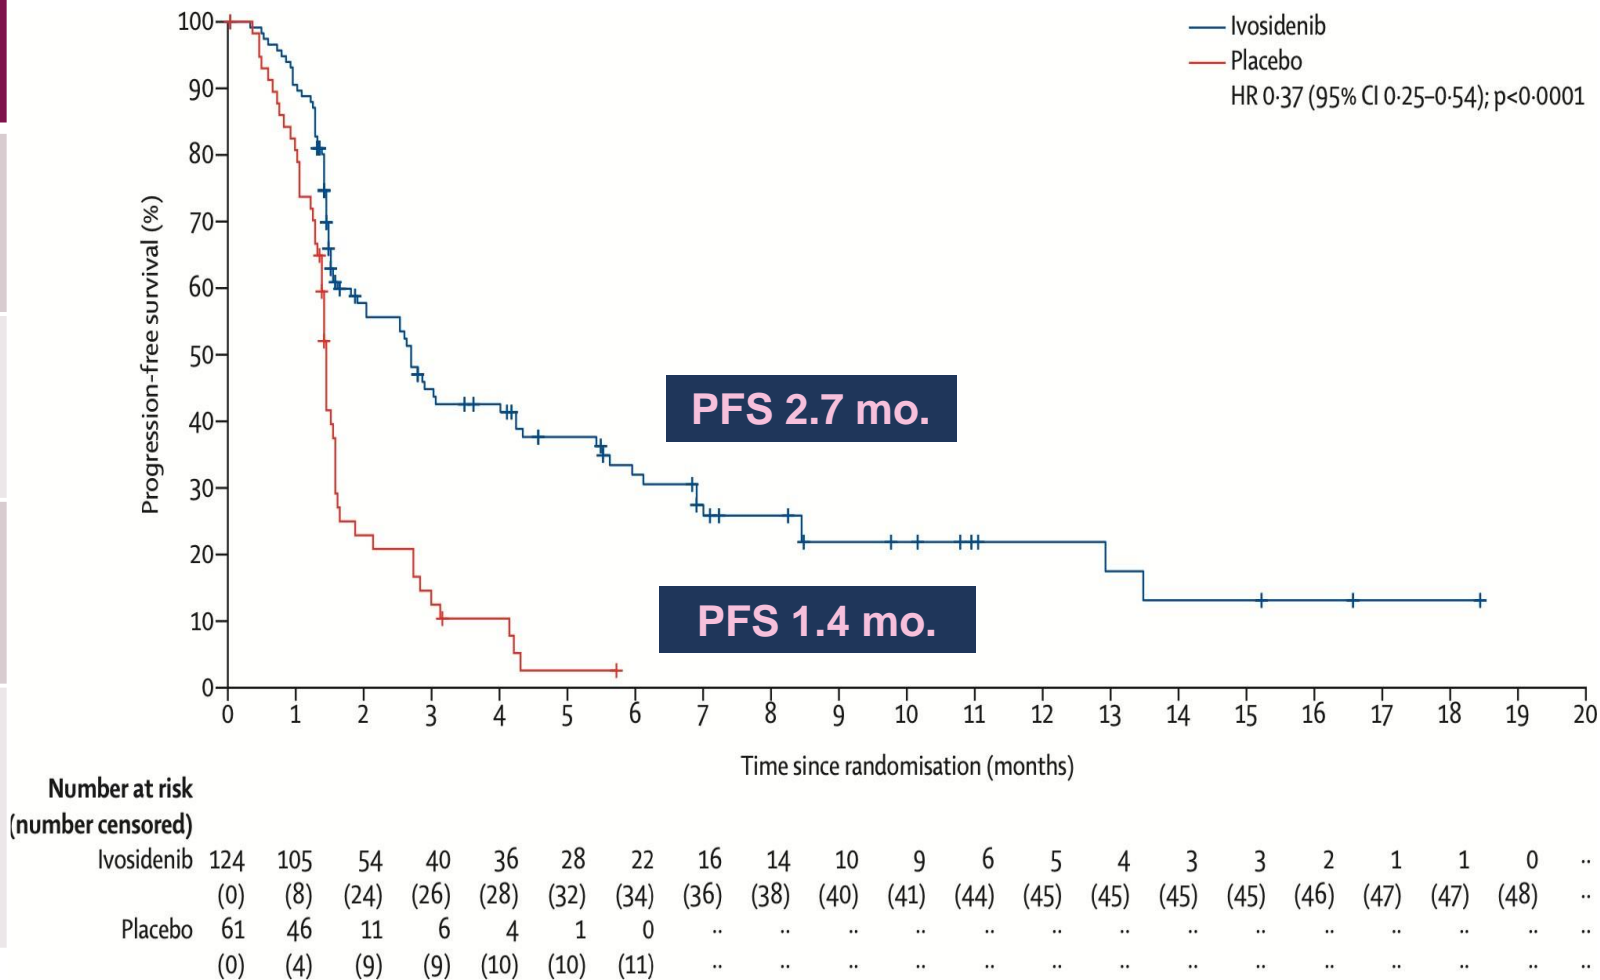 Ivosidenib
Placebo
HR 0·37 (95% CI 0·25–0·54); p<0·0001
Progression-free survival (%)
100
90
80
70
60
50
40
30
20
10
0
PFS 2.7 mo.
PFS 1.4 mo.
0 1 2 3 4 5 6 7 8 9 10 11 12 13 14 15 16 17 18 19 20
Time since randomisation (months)
Number at risk
(number censored)
Ivosidenib 124 105 54 40 36 28 22 16 14 10 9 6 5 4 3 3 2 1 1 0 ··
(0) (8) (24) (26) (28) (32) (34) (36) (38) (40) (41) (44) (45) (45) (45) (45) (46) (47) (47) (48) ··
Placebo 61 46 11 6 4 1 0 ·· ·· ·· ·· ·· ·· ·· ·· ·· ·· ·· ·· ·· ··
(0) (4) (9) (9) (10) (10) (11) ·· ·· ·· ·· ·· ·· ·· ·· ·· ·· ·· ·· ·· ··